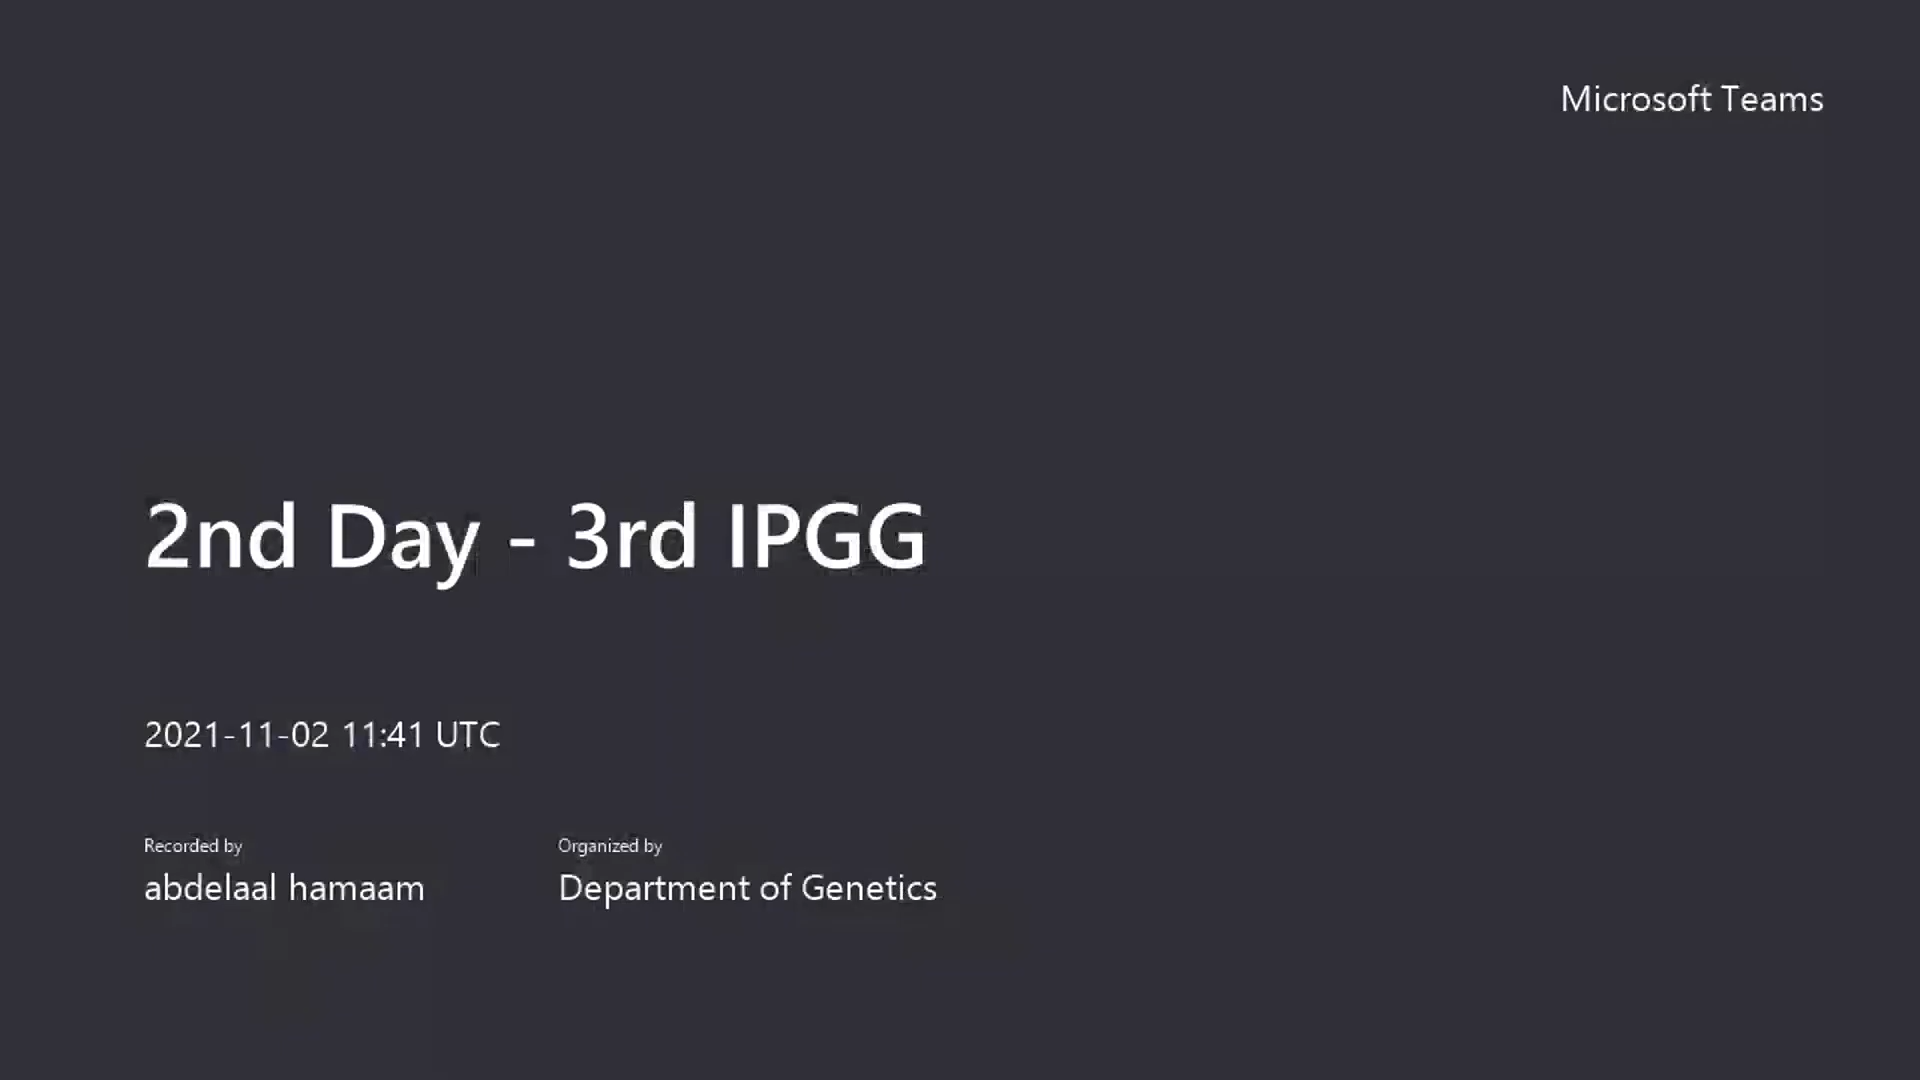 Microsoft Teams
2nd Day - 3rd IPGG
2021-11-02 11:41 UTC
Recorded by
abdelaal hamaam
Organized by
Department of Genetics